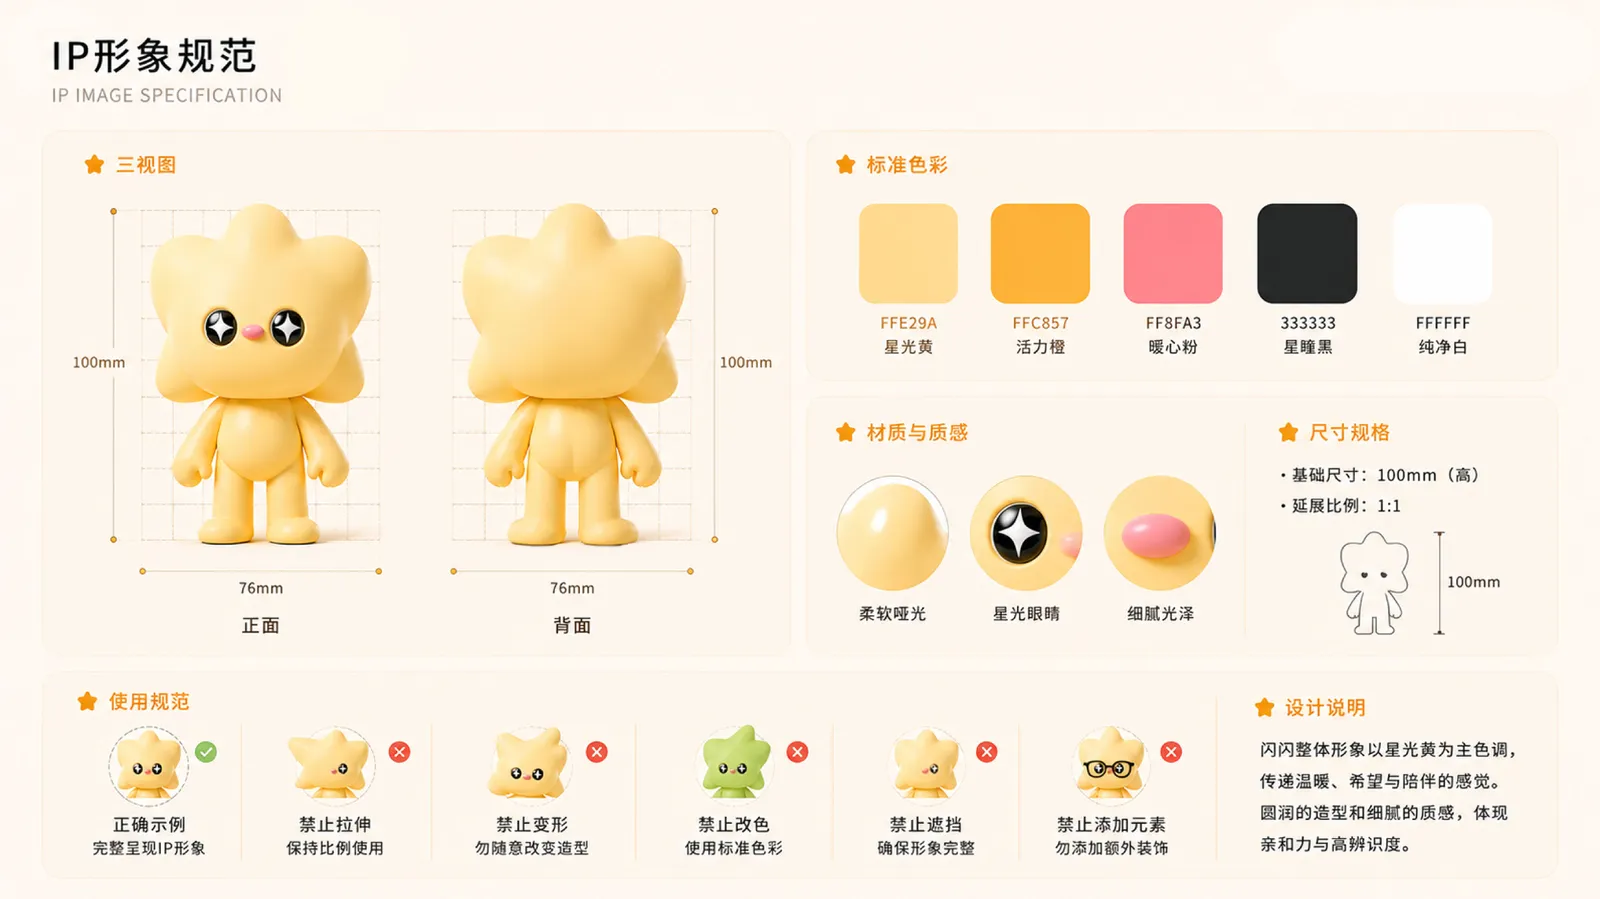 IP形象规范
IP IMAGE SPECIFICATION
三视图
100mm
100mm
76mm
76mm
正面
背面
标准色彩
FFE29A
FFC857
FF8FA3
333333
FFFFFF
星光黄
活力橙
暖心粉
星瞳黑
纯净白
材质与质感
柔软哑光
星光眼睛
细腻光泽
尺寸规格
·基础尺寸：100mm（高）
·延展比例：1:1
100mm
使用规范
正确示例
完整呈现IP形象
禁止拉伸
保持比例使用
禁止变形
勿随意改变造型
禁止改色
使用标准色彩
禁止遮挡
确保形象完整
禁止添加元素
勿添加额外装饰
设计说明
闪闪整体形象以星光黄为主色调，
传递温暖、希望与陪伴的感觉。
圆润的造型和细腻的质感，体现
亲和力与高辨识度。